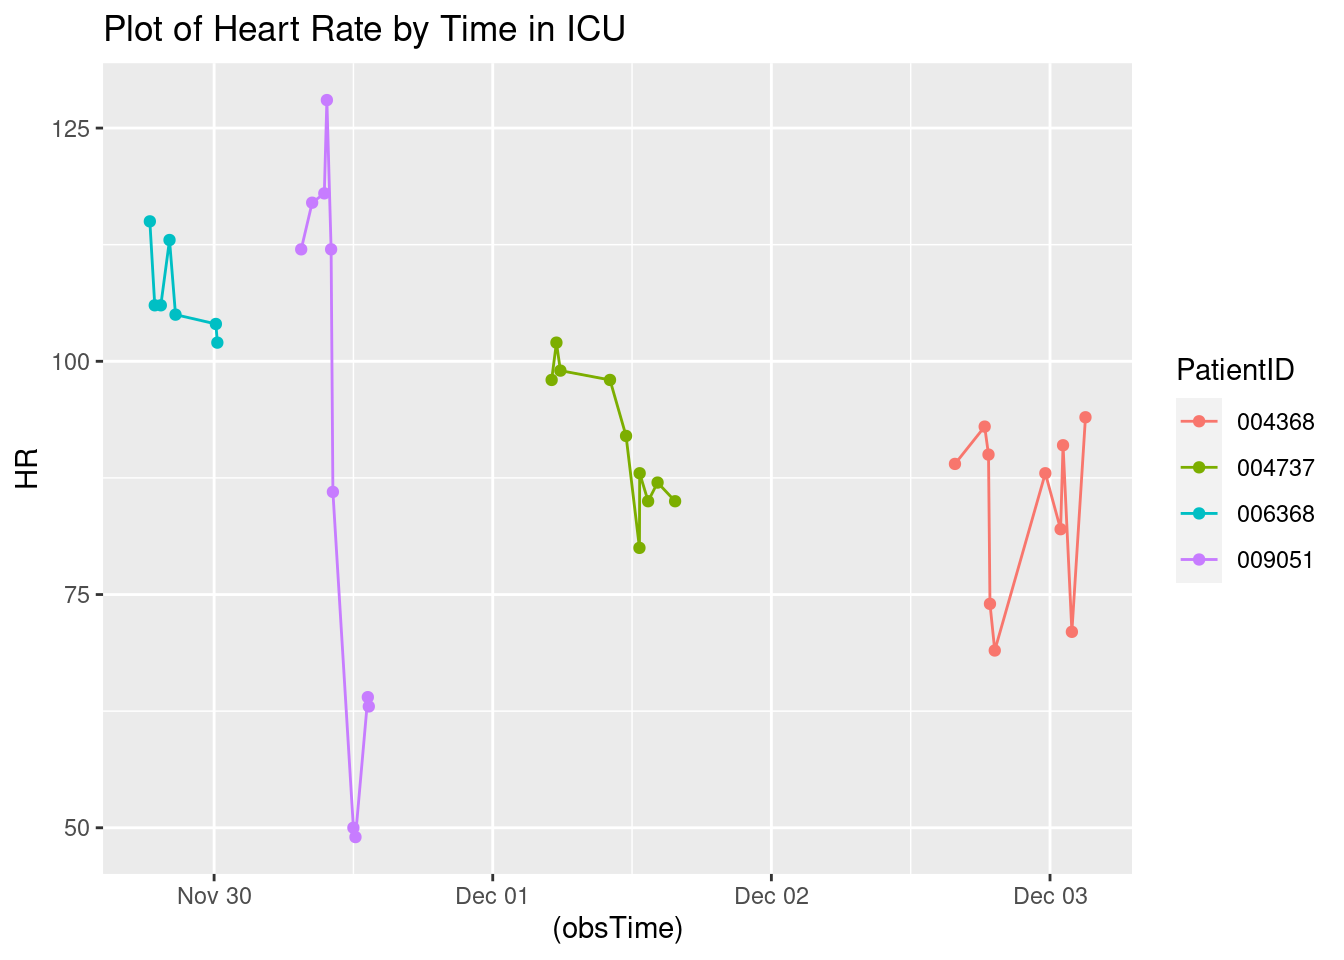 Plot of Heart Rate by Time in ICU
125
100
75
50
HR
Nov 30
Dec 01
Dec 02
Dec 03
(obsTime)
PatientID
004368
004737
006368
009051